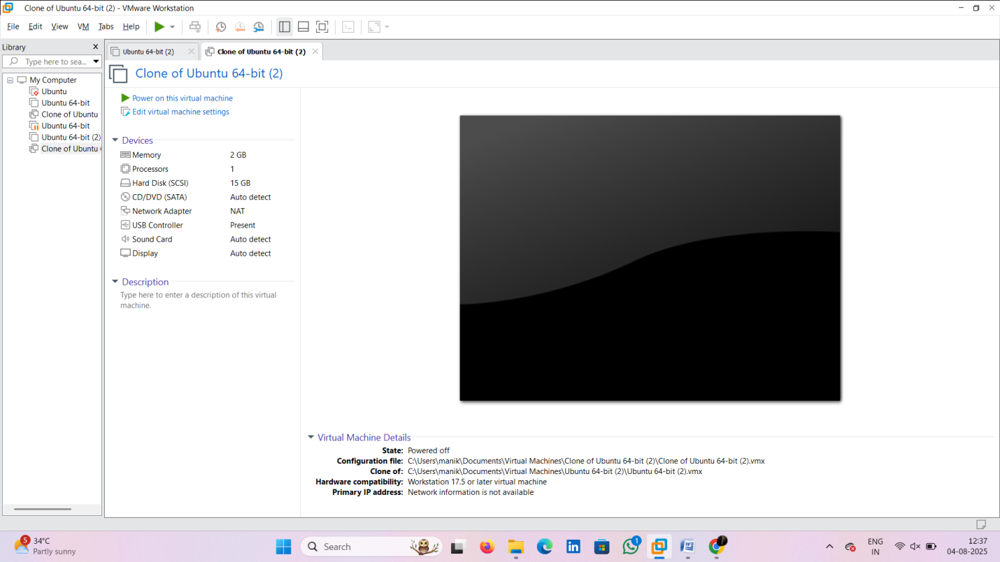 Clone of Ubuntu 64-bit (2) - VMware Workstation
File Edit View VM Tabs Help
Library
Type here to sea...
My Computer
Ubuntu
Ubuntu 64-bit
Clone of Ubuntu
Ubuntu 64-bit
Ubuntu 64-bit (2)
Clone of Ubuntu
Ubuntu 64-bit (2)
Clone of Ubuntu 64-bit (2)
Clone of Ubuntu 64-bit (2)
Power on this virtual machine
Edit virtual machine settings
Devices
Memory 2 GB
Processors 1
Hard Disk (SCSI) 15 GB
CD/DVD (SATA) Auto detect
Network Adapter NAT
USB Controller Present
Sound Card Auto detect
Display Auto detect
Description
Type here to enter a description of this virtual
machine.
Virtual Machine Details
State: Powered off
Configuration file: C:\Users\manik\Documents\Virtual Machines\Clone of Ubuntu 64-bit (2)\Clone of Ubuntu 64-bit (2).vmx
Clone of: C:\Users\manik\Documents\Virtual Machines\Ubuntu 64-bit (2)\Ubuntu 64-bit (2).vmx
Hardware compatibility: Workstation 17.5 or later virtual machine
Primary IP address: Network information is not available
5
34°C
Partly sunny
Search
1
ENG
IN
12:37
04-08-2025